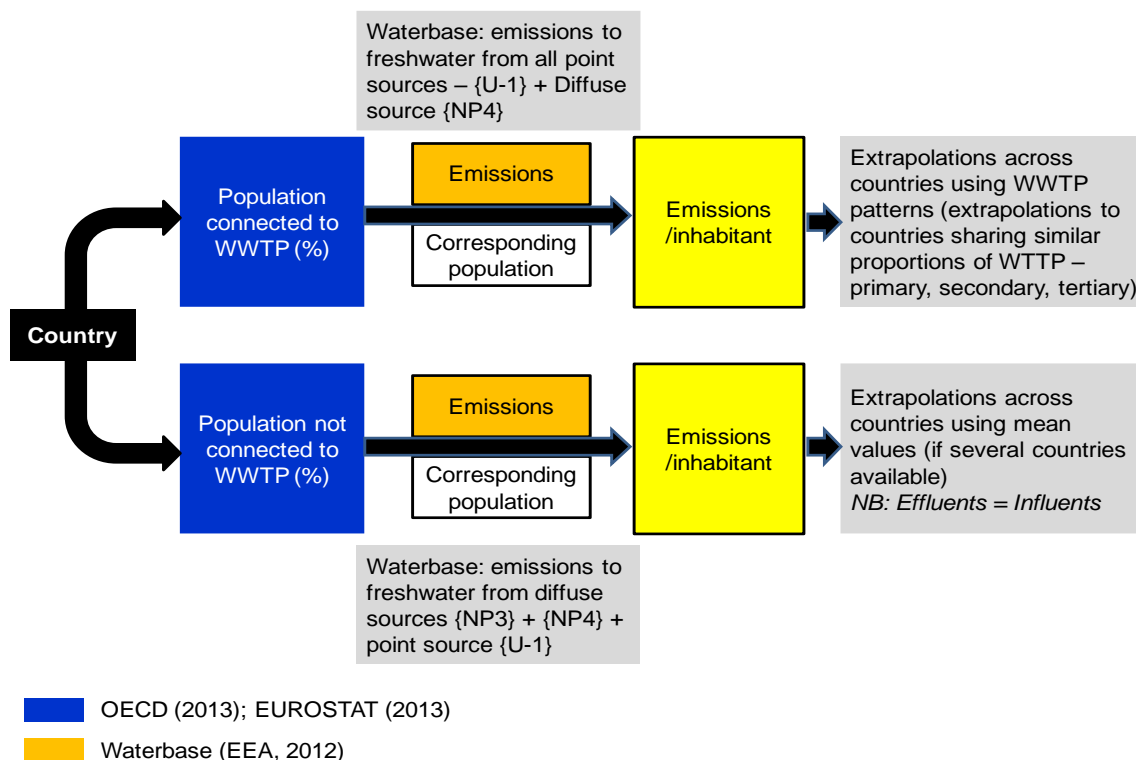 Waterbase: emissions to
freshwater from all point
sources – {U-1} + Diffuse
source {NP4}
Population
connected to
WWTP (%)
Emissions
Corresponding
population
Emissions
/inhabitant
Extrapolations across
countries using WWTP
patterns (extrapolations to
countries sharing similar
proportions of WTTP –
primary, secondary, tertiary)
Country
Population not
connected to
WWTP (%)
Emissions
Corresponding
population
Emissions
/inhabitant
Extrapolations across
countries using mean
values (if several countries
available)
NB: Effluents = Influents
Waterbase: emissions to
freshwater from diffuse
sources {NP3} + {NP4} +
point source {U-1}
OECD (2013); EUROSTAT (2013)
Waterbase (EEA, 2012)